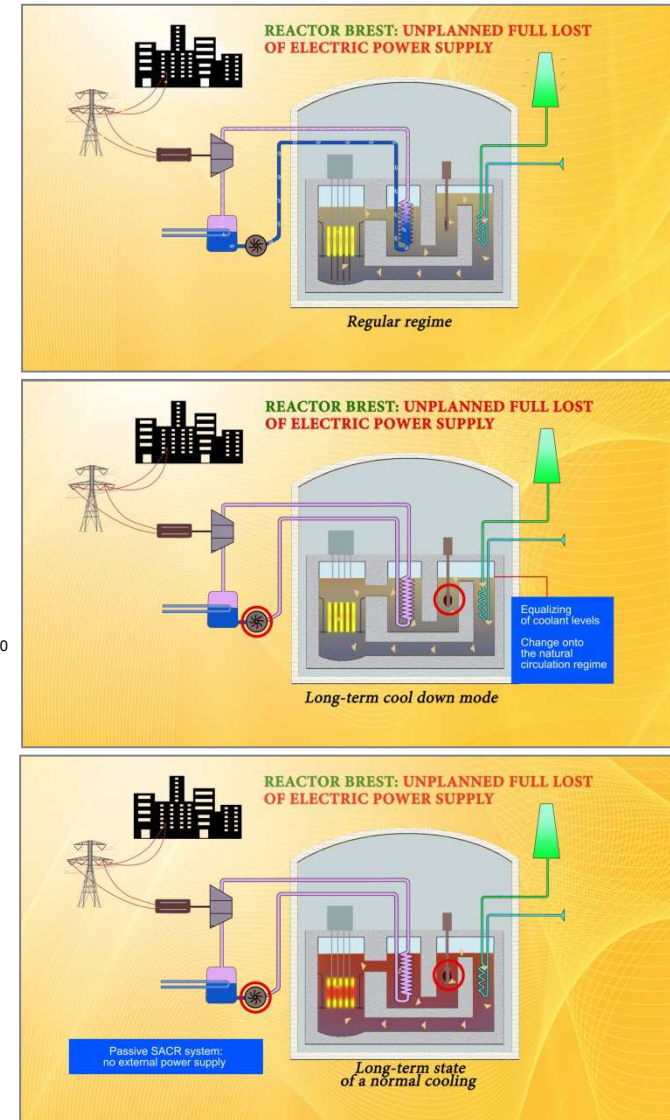 REACTOR BREST: UNPLANNED FULL LOST
OF ELECTRIC POWER SUPPLY
Regular regime
REACTOR BREST: UNPLANNED FULL LOST
OF ELECTRIC POWER SUPPLY
Equalizing
of coolant levels
Change onto
the natural
circulation regime
0
Long-term cool down mode
REACTOR BREST: UNPLANNED FULL LOST
OF ELECTRIC POWER SUPPLY
Passive SACR system:
no external power supply
Long-term state
of a normal cooling